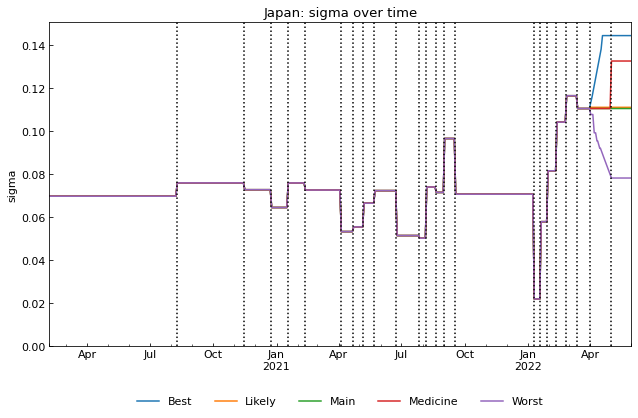 Japan: sigma over time
0.14
0.12
0.10
0.08
0.06
0.04
0.02
0.00
sigma
Apr Jul Oct Jan Apr Jul Oct Jan Apr
2021 2022
Best Likely Main Medicine Worst